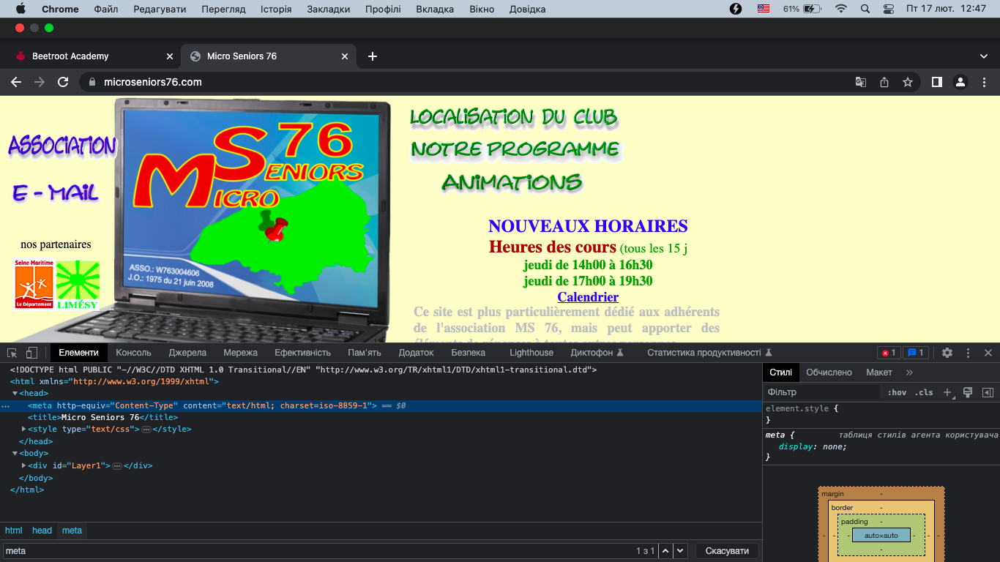 Chrome Файл Редагувати Перегляд Історія Закладки Профілі Вкладка Вікно Довідка 61% Пт 17 лют. 12:47
Beetroot Academy Micro Seniors 76
microseniors76.com
ASSOCIATION
E - MAIL
nos partenaires
Seine-Maritime
Le Département
LIMÉSY
MICRO SENIORS 76
ASSO.: W763004606
J.O.: 1975 du 21 juin 2008
LOCALISATION DU CLUB
NOTRE PROGRAMME
ANIMATIONS
NOUVEAUX HORAIRES
Heures des cours (tous les 15 j
jeudi de 14h00 à 16h30
jeudi de 17h00 à 19h30
Calendrier
Ce site est plus particulièrement dédié aux adhérents
de l'association MS 76, mais peut apporter des
Елементи Консоль Джерела Мережа Ефективність Пам'ять Додаток Безпека Lighthouse Диктофон Статистика продуктивності 1 1
<!DOCTYPE html PUBLIC "-//W3C//DTD XHTML 1.0 Transitional//EN" "http://www.w3.org/TR/xhtml1/DTD/xhtml1-transitional.dtd">
<html xmlns="http://www.w3.org/1999/xhtml">
<head>
<meta http-equiv="Content-Type" content="text/html; charset=iso-8859-1"> == $0
<title>Micro Seniors 76</title>
<style type="text/css">…</style>
</head>
<body>
<div id="Layer1">…</div>
</body>
</html>
html head meta
meta 1 з 1 Скасувати
Стилі Обчислено Макет »
Фільтр :hov .cls
element.style {
}
meta { таблиця стилів агента користувача
display: none;
}
margin -
border -
padding -
- - - auto×auto - - -
-